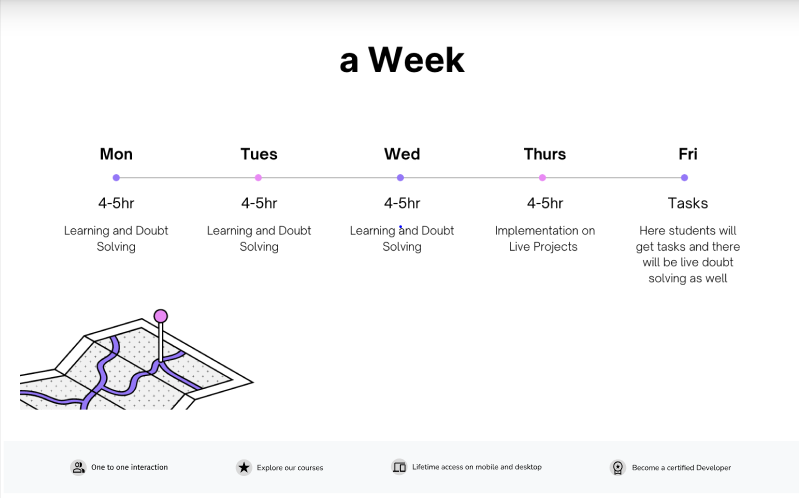 a Week
Mon
Tues
Wed
Thurs
Fri
4-5hr
4-5hr
4-5hr
4-5hr
Tasks
Learning and Doubt
Solving
Learning and Doubt
Solving
Learning and Doubt
Solving
Implementation on
Live Projects
Here students will
get tasks and there
will be live doubt
solving as well
One to one interaction
Explore our courses
Lifetime access on mobile and desktop
Become a certified Developer